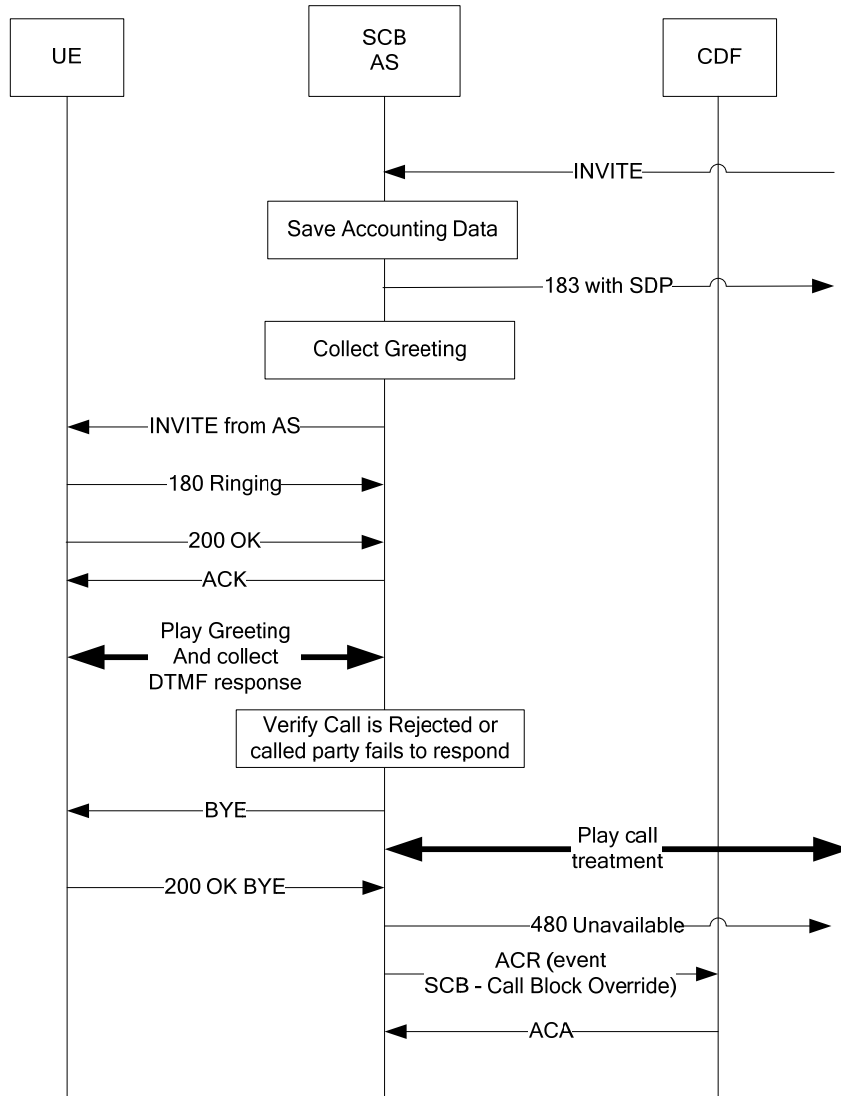 UE
SCB
AS
CDF
INVITE
Save Accounting Data
183 with SDP
Collect Greeting
INVITE from AS
180 Ringing
200 OK
ACK
Play Greeting
And collect
DTMF response
Verify Call is Rejected or
called party fails to respond
BYE
Play call
treatment
200 OK BYE
480 Unavailable
ACR (event
SCB - Call Block Override)
ACA